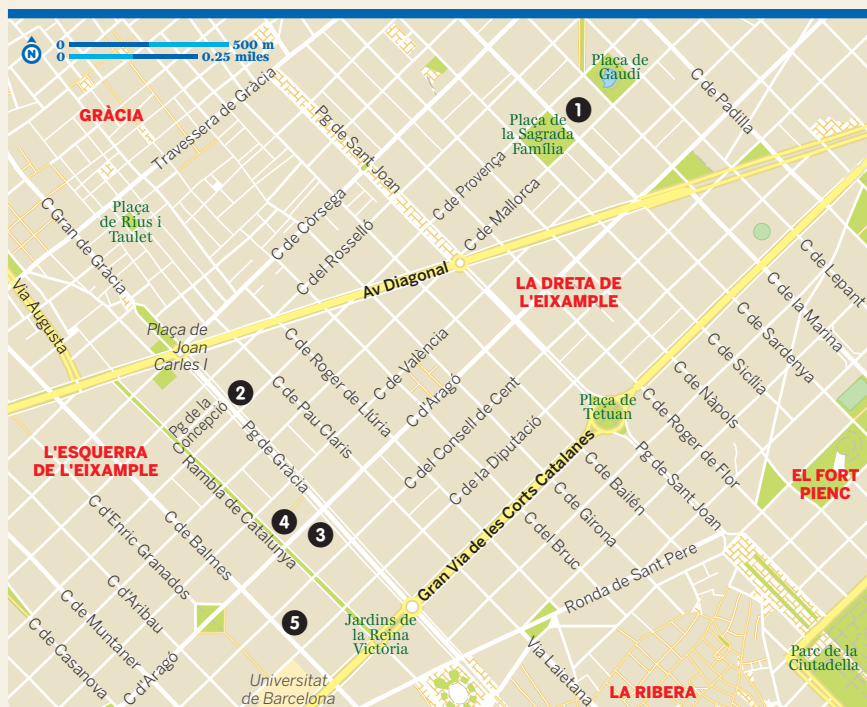 N
0 500 m
0 0.25 miles
Plaça de
Gaudí
1
C de Padilla
GRÀCIA
Travessera de Gràcia
Pg de Sant Joan
Plaça de
la Sagrada
Família
C de Provença
C de Mallorca
Plaça
de Rius i
Taulet
C Gran de Gràcia
C de Còrsega
C del Rosselló
Av Diagonal
LA DRETA DE
L'EIXAMPLE
C de Lepant
C de la Marina
C de Sardenya
C de Sicília
C de Nàpols
C de Roger de Flor
Via Augusta
Plaça de
Joan
Carles I
2
Pg de la
Concepció
C de Roger de
Llúria
C de Pau Claris
C de València
C d'Aragó
C del Consell de Cent
C de la Diputació
Plaça de
Tetuan
Pg de Sant Joan
L'ESQUERRA
DE L'EIXAMPLE
Pg de Gràcia
Rambla de Catalunya
EL FORT
PIENC
4
3
Gran Via de les Corts Catalanes
C de Bailén
C de Girona
C del Bruc
Ronda de Sant Pere
C d'Enric Granados
C de Balmes
C d'Aribau
C de Muntaner
C de Casanova
C d'Aragó
5
Jardins de
la Reina
Victòria
Via Laietana
Universitat
de Barcelona
LA RIBERA
Parc de la
Ciutadella